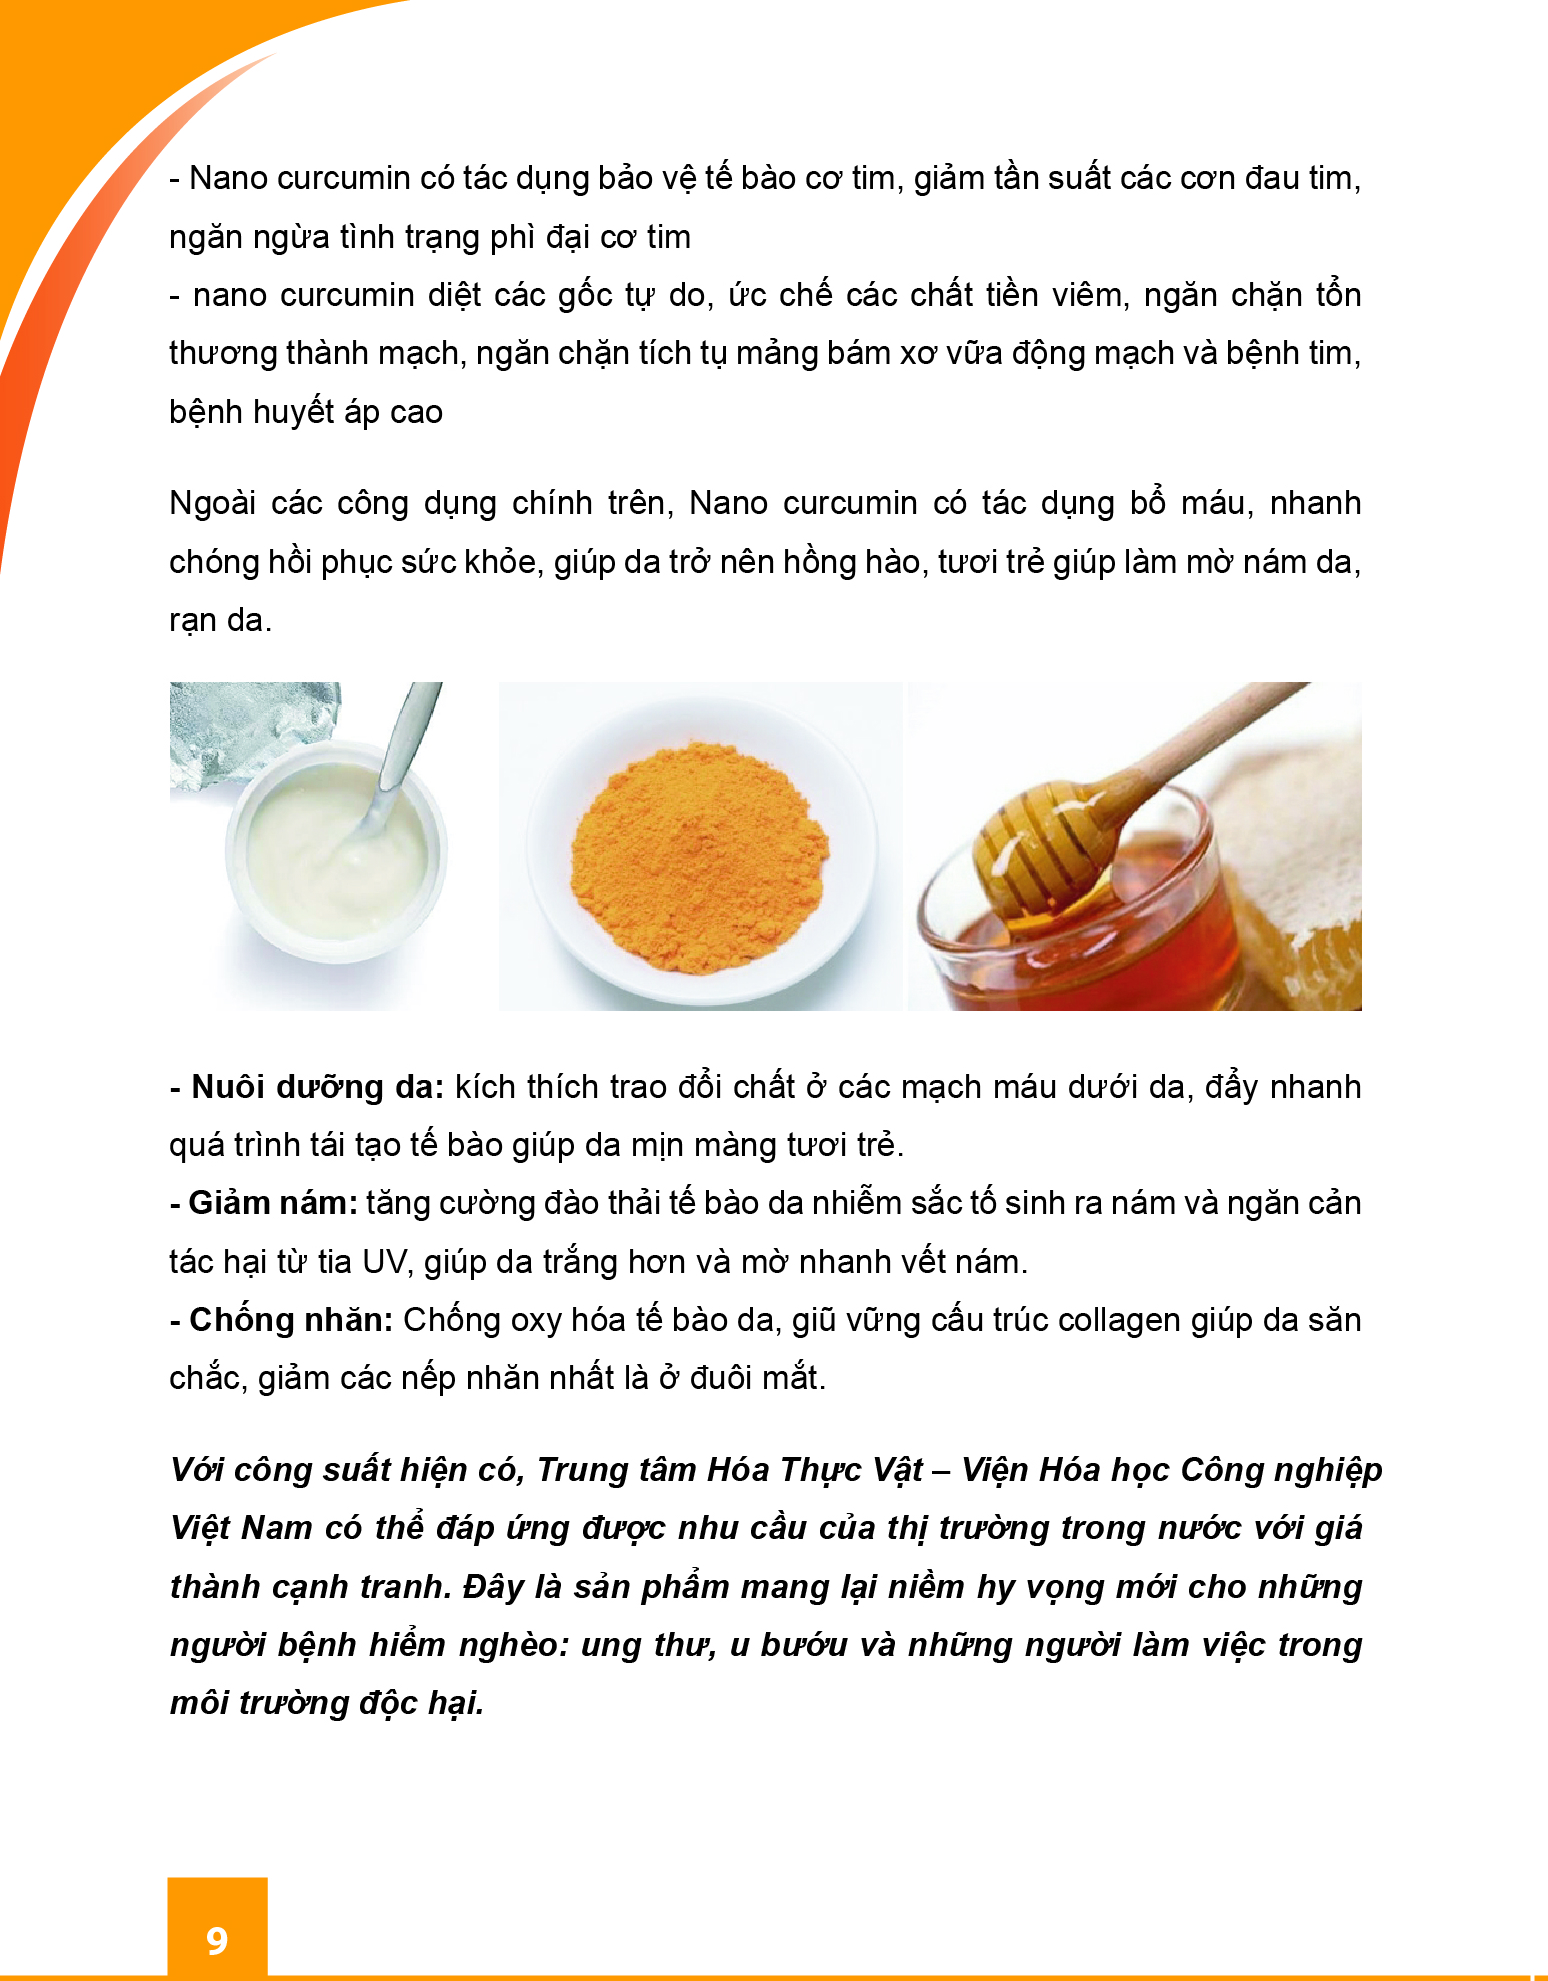 - Nano curcumin có tác dụng bảo vệ tế bào cơ tim, giảm tần suất các cơn đau tim,
ngăn ngừa tình trạng phì đại cơ tim
- nano curcumin diệt các gốc tự do, ức chế các chất tiền viêm, ngăn chặn tổn
thương thành mạch, ngăn chặn tích tụ mảng bám xơ vữa động mạch và bệnh tim,
bệnh huyết áp cao
Ngoài các công dụng chính trên, Nano curcumin có tác dụng bổ máu, nhanh
chóng hồi phục sức khỏe, giúp da trở nên hồng hào, tươi trẻ giúp làm mờ nám da,
rạn da.
- Nuôi dưỡng da: kích thích trao đổi chất ở các mạch máu dưới da, đẩy nhanh
quá trình tái tạo tế bào giúp da mịn màng tươi trẻ.
- Giảm nám: tăng cường đào thải tế bào da nhiễm sắc tố sinh ra nám và ngăn cản
tác hại từ tia UV, giúp da trắng hơn và mờ nhanh vết nám.
- Chống nhăn: Chống oxy hóa tế bào da, giũ vững cấu trúc collagen giúp da săn
chắc, giảm các nếp nhăn nhất là ở đuôi mắt.
Với công suất hiện có, Trung tâm Hóa Thực Vật – Viện Hóa học Công nghiệp
Việt Nam có thể đáp ứng được nhu cầu của thị trường trong nước với giá
thành cạnh tranh. Đây là sản phẩm mang lại niềm hy vọng mới cho những
người bệnh hiểm nghèo: ung thư, u bướu và những người làm việc trong
môi trường độc hại.
9